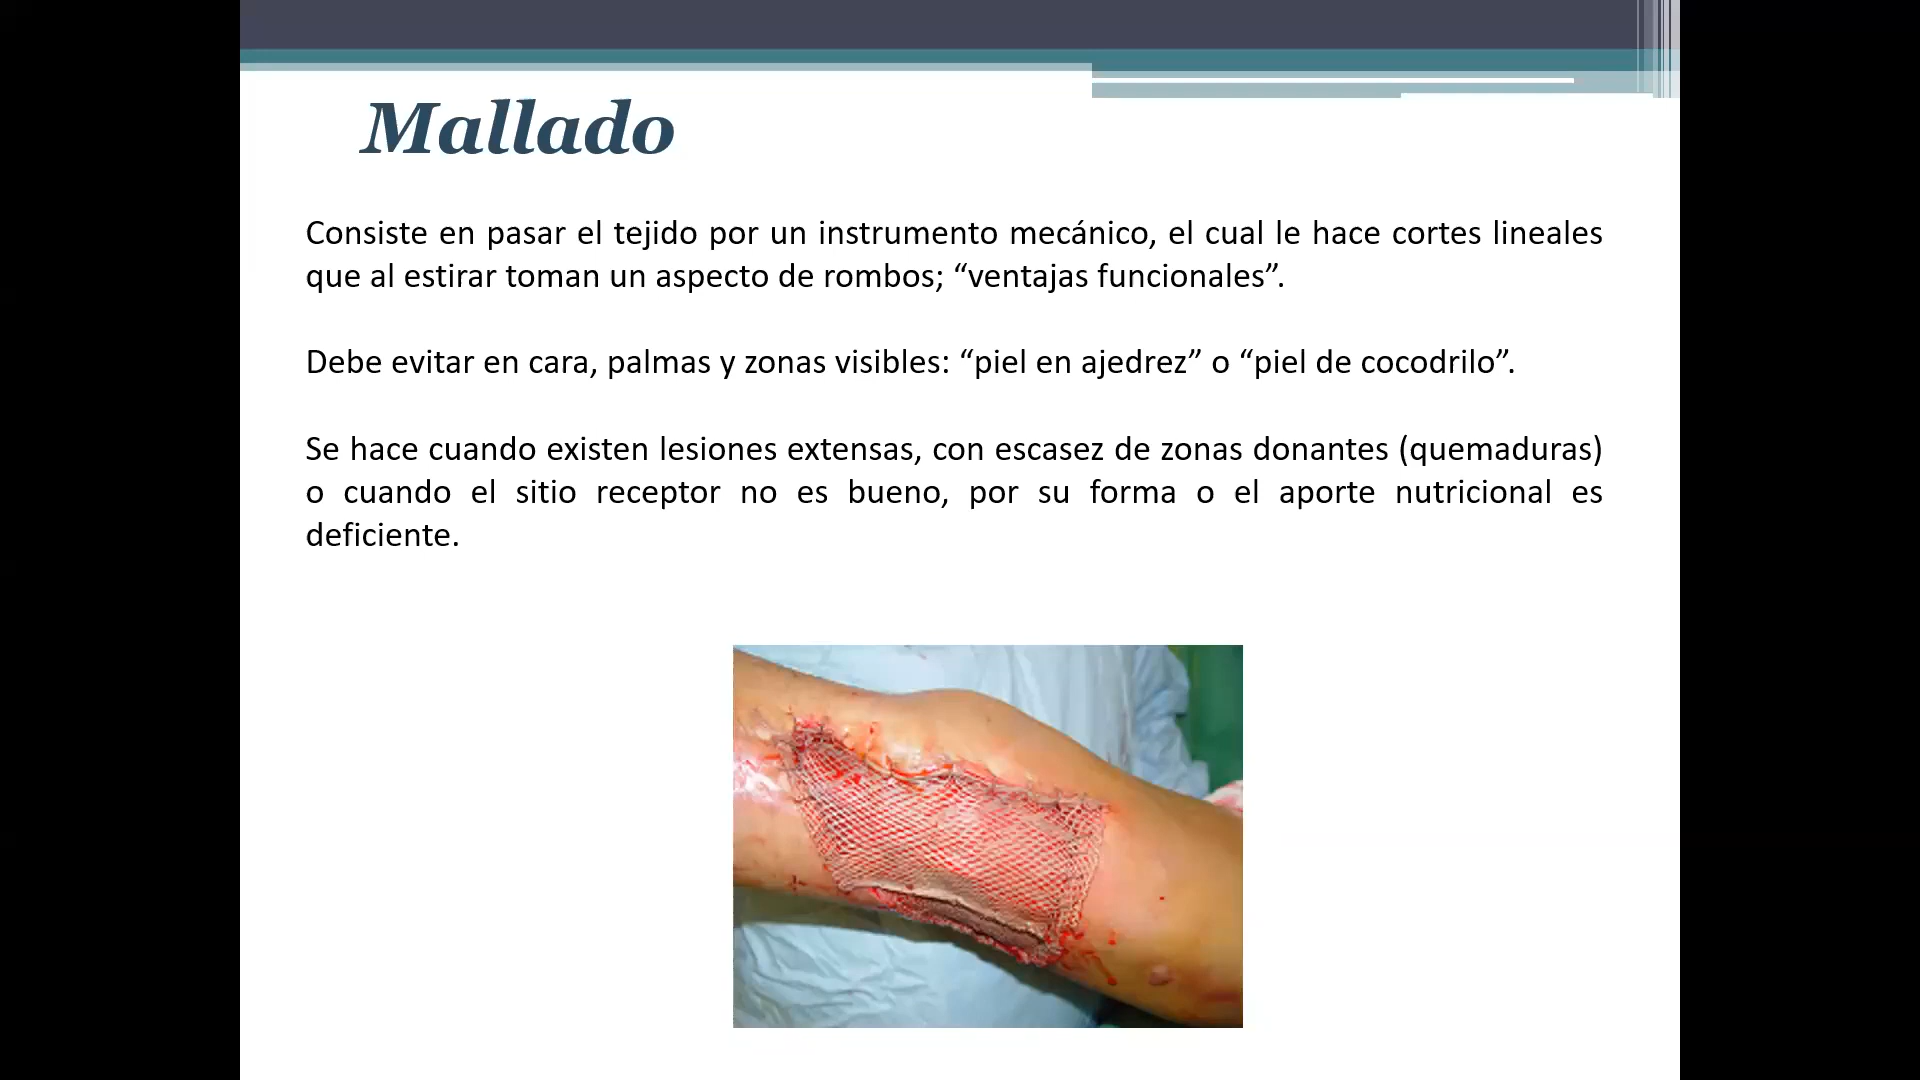 Mallado
Consiste en pasar el tejido por un instrumento mecánico, el cual le hace cortes lineales
que al estirar toman un aspecto de rombos; “ventajas funcionales”.
Debe evitar en cara, palmas y zonas visibles: “piel en ajedrez” o “piel de cocodrilo”.
Se hace cuando existen lesiones extensas, con escasez de zonas donantes (quemaduras)
o cuando el sitio receptor no es bueno, por su forma o el aporte nutricional es
deficiente.